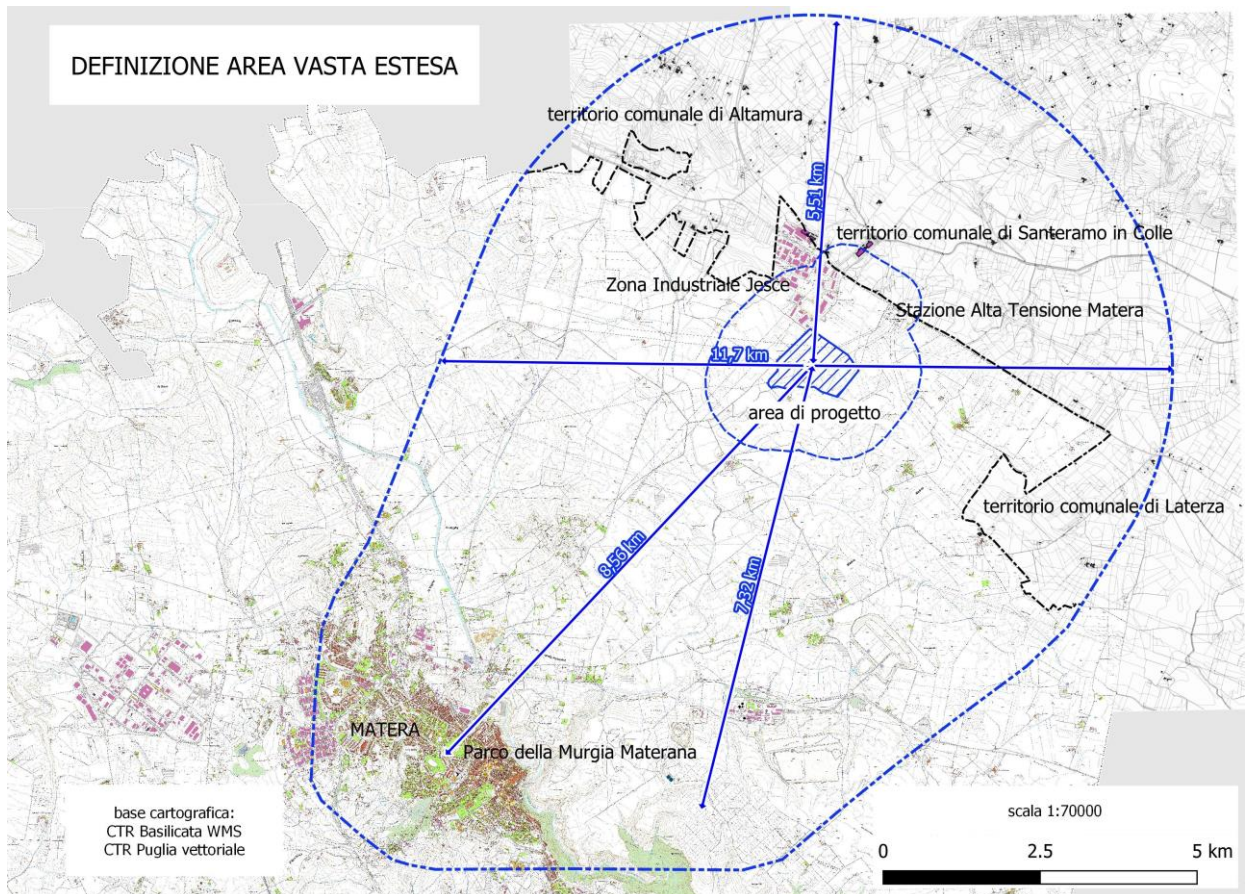 DEFINIZIONE AREA VASTA ESTESA
territorio comunale di Altamura
5,51 km
territorio comunale di Santeramo in Colle
Zona Industriale Jesce
Stazione Alta Tensione Matera
11,7 km
area di progetto
territorio comunale di Laterza
8,56 km
7,32 km
MATERA
Parco della Murgia Materana
base cartografica:
CTR Basilicata WMS
CTR Puglia vettoriale
scala 1:70000
0 2.5 5 km